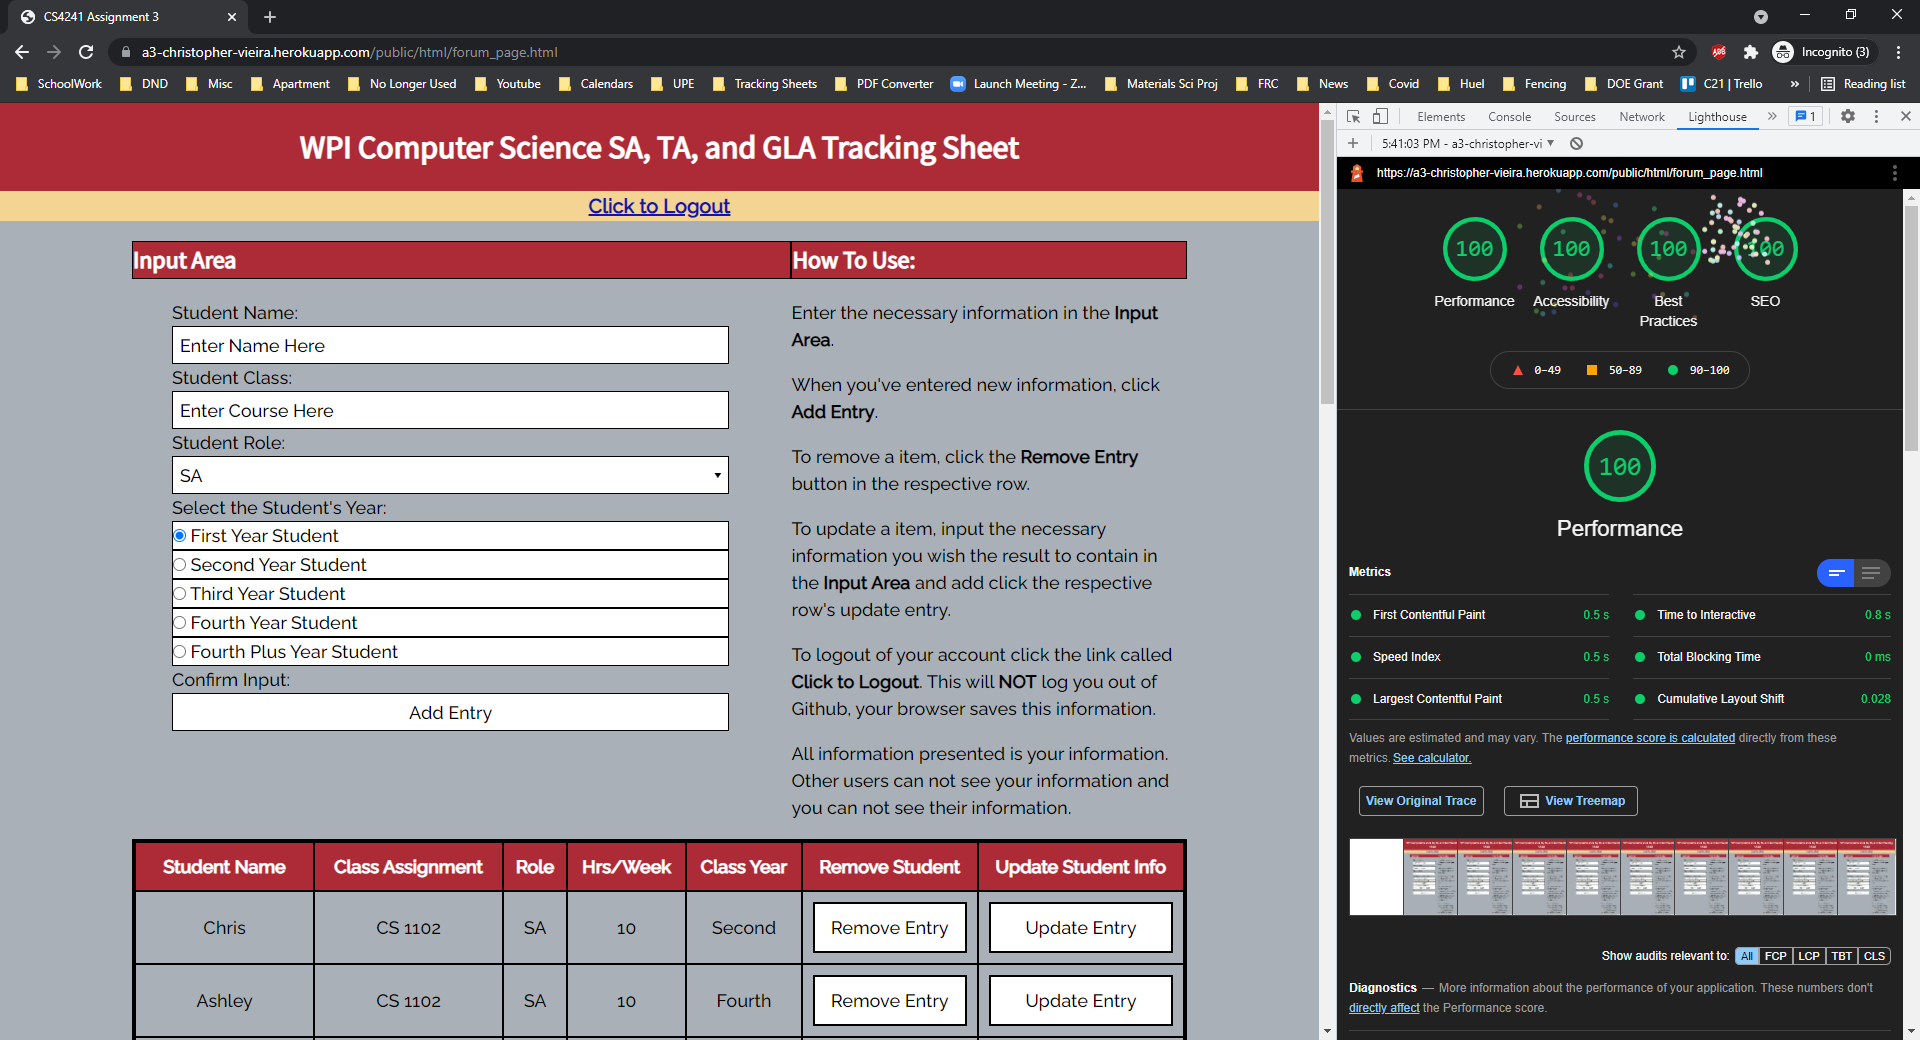 CS4241 Assignment 3
a3-christopher-vieira.herokuapp.com/public/html/forum_page.html
Incognito (3)
SchoolWork DND Misc Apartment No Longer Used Youtube Calendars UPE Tracking Sheets PDF Converter Launch Meeting - Z... Materials Sci Proj FRC News Covid Huel Fencing DOE Grant C21 | Trello » Reading list
WPI Computer Science SA, TA, and GLA Tracking Sheet
Click to Logout
Input Area
Student Name:
Enter Name Here
Student Class:
Enter Course Here
Student Role:
SA
Select the Student's Year:
First Year Student
Second Year Student
Third Year Student
Fourth Year Student
Fourth Plus Year Student
Confirm Input:
Add Entry
How To Use:
Enter the necessary information in the Input
Area.
When you've entered new information, click
Add Entry.
To remove a item, click the Remove Entry
button in the respective row.
To update a item, input the necessary
information you wish the result to contain in
the Input Area and add click the respective
row's update entry.
To logout of your account click the link called
Click to Logout. This will NOT log you out of
Github, your browser saves this information.
All information presented is your information.
Other users can not see your information and
you can not see their information.
Student Name Class Assignment Role Hrs/Week Class Year Remove Student Update Student Info
Chris CS 1102 SA 10 Second Remove Entry Update Entry
Ashley CS 1102 SA 10 Fourth Remove Entry Update Entry
Elements Console Sources Network Lighthouse » 1
5:41:03 PM - a3-christopher-vi
https://a3-christopher-vieira.herokuapp.com/public/html/forum_page.html
100 100 100 100
Performance Accessibility Best Practices SEO
0–49 50–89 90–100
100
Performance
Metrics
First Contentful Paint 0.5 s Time to Interactive 0.8 s
Speed Index 0.5 s Total Blocking Time 0 ms
Largest Contentful Paint 0.5 s Cumulative Layout Shift 0.028
Values are estimated and may vary. The performance score is calculated directly from these
metrics. See calculator.
View Original Trace View Treemap
Show audits relevant to: All FCP LCP TBT CLS
Diagnostics — More information about the performance of your application. These numbers don't
directly affect the Performance score.